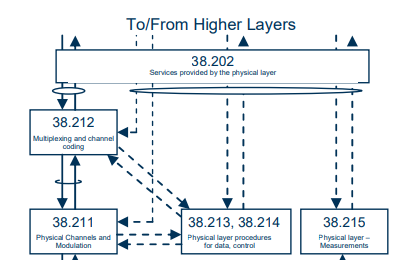 To/From Higher Layers
38.202
Services provided by the physical layer
38.212
Multiplexing and channel
coding
38.211
Physical Channels and
Modulation
38.213, 38.214
Physical layer procedures
for data, control
38.215
Physical layer –
Measurements